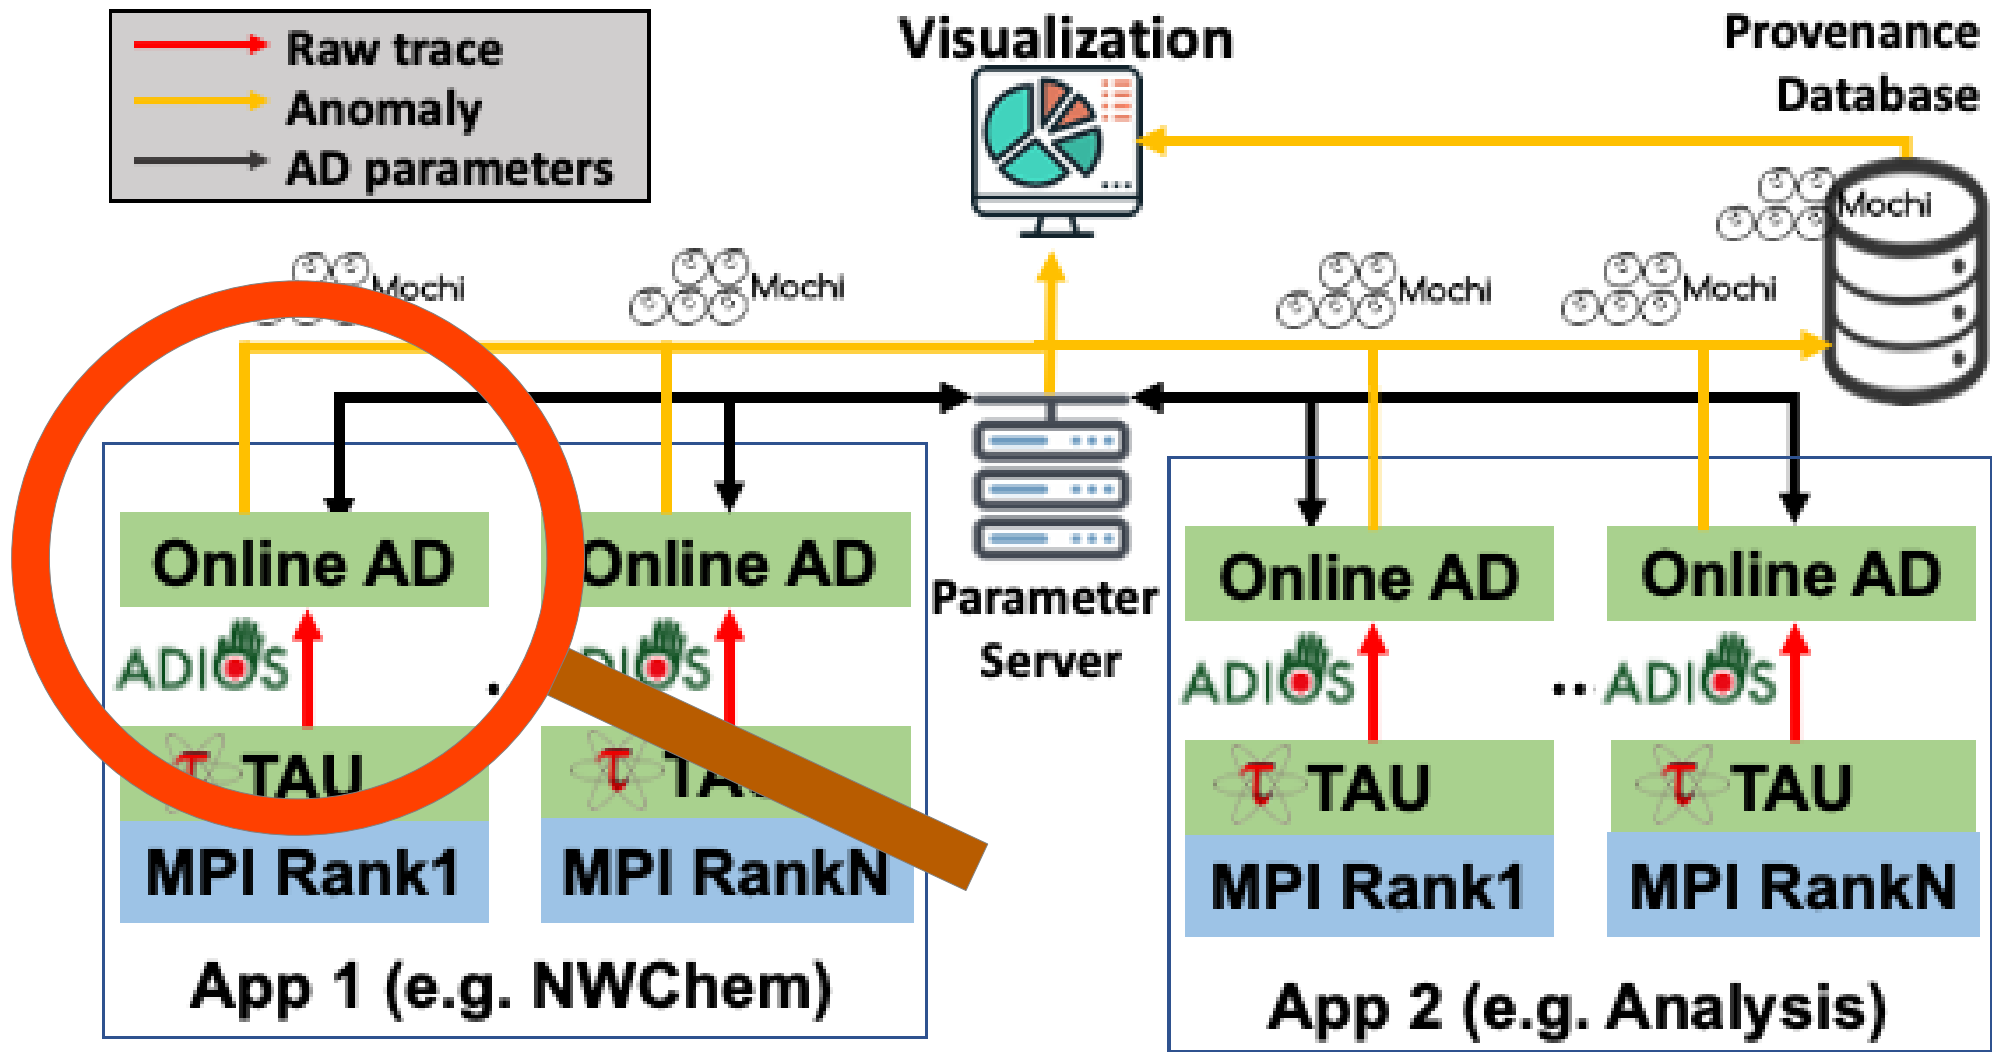 Raw trace
Anomaly
AD parameters
Visualization
Provenance
Database
Mochi
Mochi
Mochi
Mochi
Mochi
Online AD
Online AD
Online AD
Online AD
Parameter
Server
ADIOS
ADIOS
ADIOS
ADIOS
τ TAU
τ
τ TAU
τ TAU
MPI Rank1
MPI RankN
MPI Rank1
MPI RankN
App 1 (e.g. NWChem)
App 2 (e.g. Analysis)